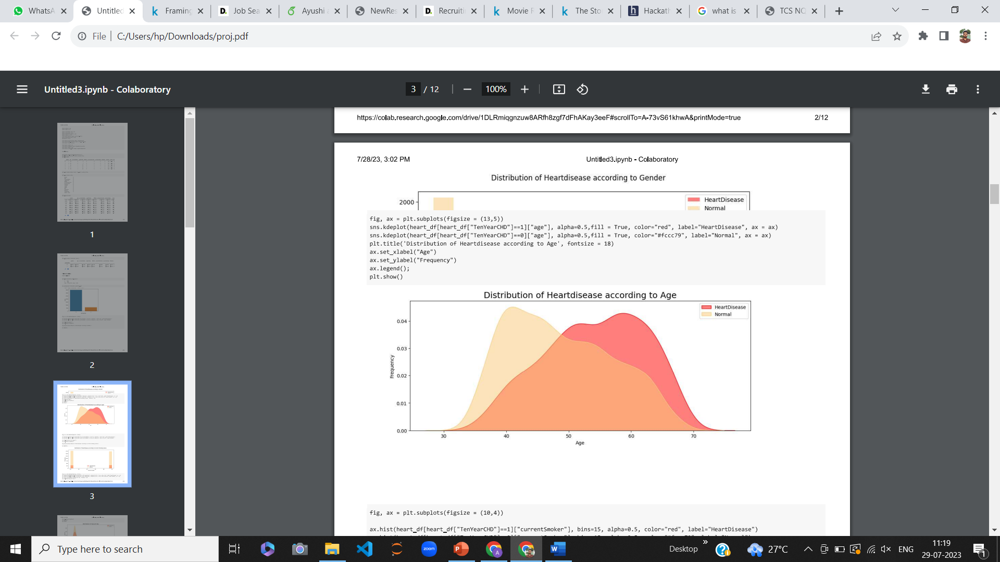 WhatsA
Untitled
Framing
Job Sea
Ayushi
NewRes
Recruiti
Movie R
The Sto
Hackath
what is
TCS NQ
File
C:/Users/hp/Downloads/proj.pdf
Untitled3.ipynb - Colaboratory
3 / 12
100%
1
2
3
https://colab.research.google.com/drive/1DLRmiqgnzuw8ARfh8zgf7dFhAKay3eeF#scrollTo=A-73vS61khwA&printMode=true 2/12
7/28/23, 3:02 PM Untitled3.ipynb - Colaboratory
Distribution of Heartdisease according to Gender
2000
HeartDisease
Normal
fig, ax = plt.subplots(figsize = (13,5))
sns.kdeplot(heart_df[heart_df["TenYearCHD"]==1]["age"], alpha=0.5,fill = True, color="red", label="HeartDisease", ax = ax)
sns.kdeplot(heart_df[heart_df["TenYearCHD"]==0]["age"], alpha=0.5,fill = True, color="#fccc79", label="Normal", ax = ax)
plt.title('Distribution of Heartdisease according to Age', fontsize = 18)
ax.set_xlabel("Age")
ax.set_ylabel("Frequency")
ax.legend();
plt.show()
Distribution of Heartdisease according to Age
HeartDisease
Normal
0.04
0.03
0.02
0.01
0.00
Frequency
30 40 50 60 70
Age
fig, ax = plt.subplots(figsize = (10,4))
ax.hist(heart_df[heart_df["TenYearCHD"]==1]["currentSmoker"], bins=15, alpha=0.5, color="red", label="HeartDisease")
Type here to search
zoom
Desktop
27°C
ENG
11:19
29-07-2023
1